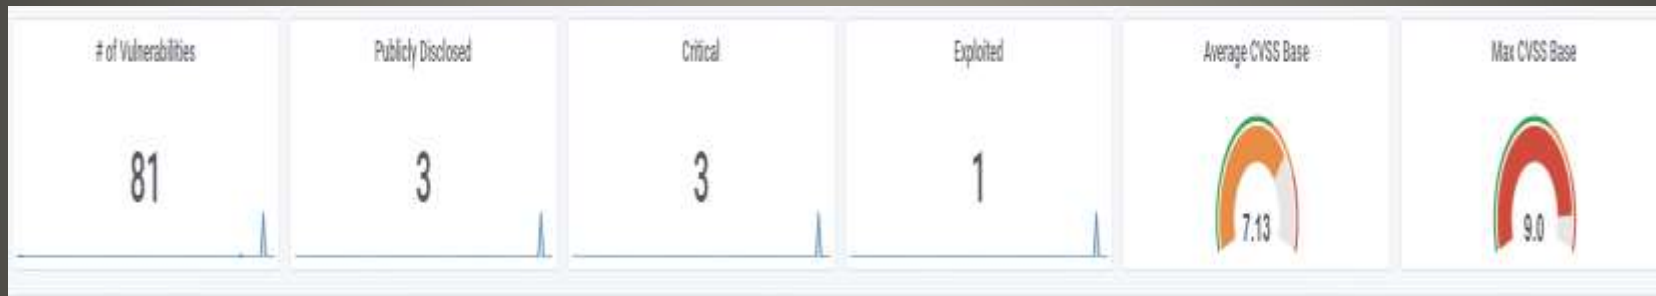 # of Vulnerabilities
81
Publicly Disclosed
3
Critical
3
Exploited
1
Average CVSS Base
7.13
Max CVSS Base
9.0